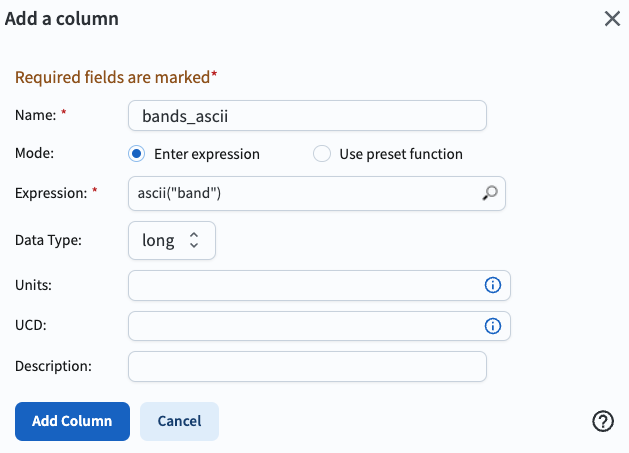 Add a column
Required fields are marked*
Name: * bands_ascii
Mode: Enter expression Use preset function
Expression: * ascii("band")
Data Type: long
Units:
UCD:
Description:
Add Column Cancel